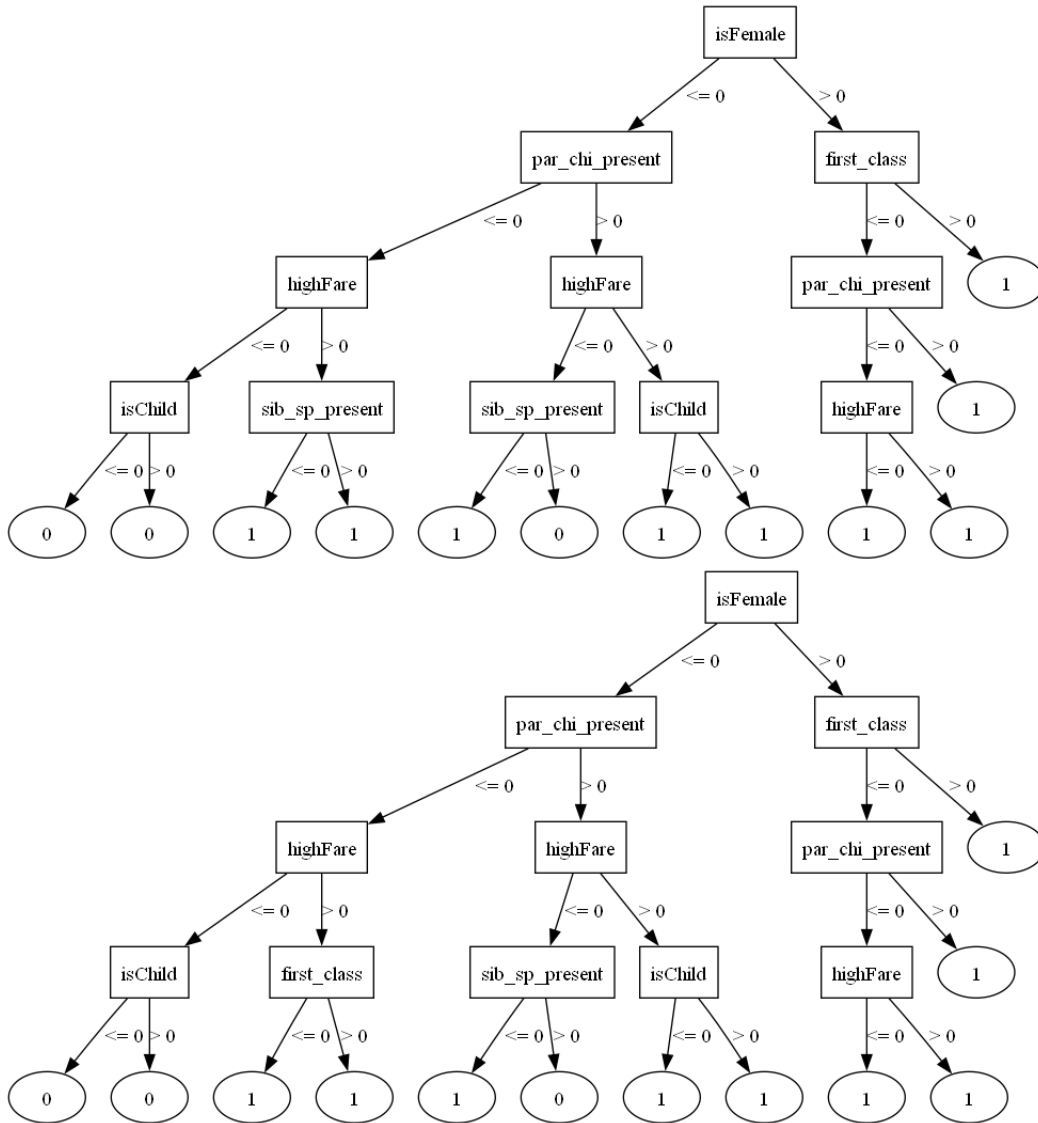 isFemale
<= 0 > 0
par_chi_present first_class
<= 0 > 0 <= 0 > 0
highFare highFare par_chi_present 1
<= 0 > 0 <= 0 > 0 <= 0 > 0
isChild sib_sp_present sib_sp_present isChild highFare 1
<= 0 > 0 <= 0 > 0 <= 0 > 0 <= 0 > 0 <= 0 > 0
0 0 1 1 1 0 1 1 1 1
isFemale
<= 0 > 0
par_chi_present first_class
<= 0 > 0 <= 0 > 0
highFare highFare par_chi_present 1
<= 0 > 0 <= 0 > 0 <= 0 > 0
isChild first_class sib_sp_present isChild highFare 1
<= 0 > 0 <= 0 > 0 <= 0 > 0 <= 0 > 0 <= 0 > 0
0 0 1 1 1 0 1 1 1 1